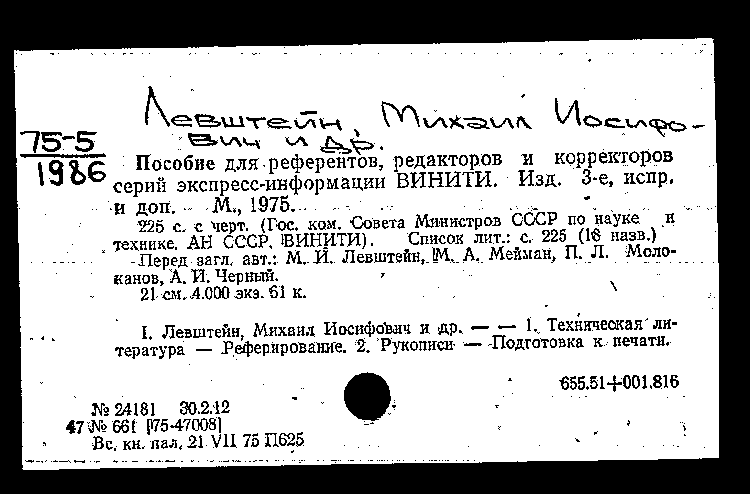 Левштейн, Михаил Иосифо-
вич и др.
75-5
1986
Пособие для референтов, редакторов и корректоров
серий экспресс-информации ВИНИТИ. Изд. 3-е, испр.
и доп. М., 1975.
225 с. с черт. (Гос. ком. Совета Министров СССР по науке и
технике. АН СССР. ВИНИТИ). Список лит.: с. 225 (16 назв.)
Перед загл. авт.: М. И. Левштейн, М. А. Мейман, П. Л. Моло-
канов, А. И. Черный.
21 см. 4.000 экз. 61 к.
I. Левштейн, Михаил Иосифович и др. — — 1. Техническая ли-
тература — Реферирование. 2. Рукописи — Подготовка к печати.
655.51+001.816
№ 24181 30.2.12
47 № 661 [75-47008]
Вс. кн. пал. 21 VII 75 П625